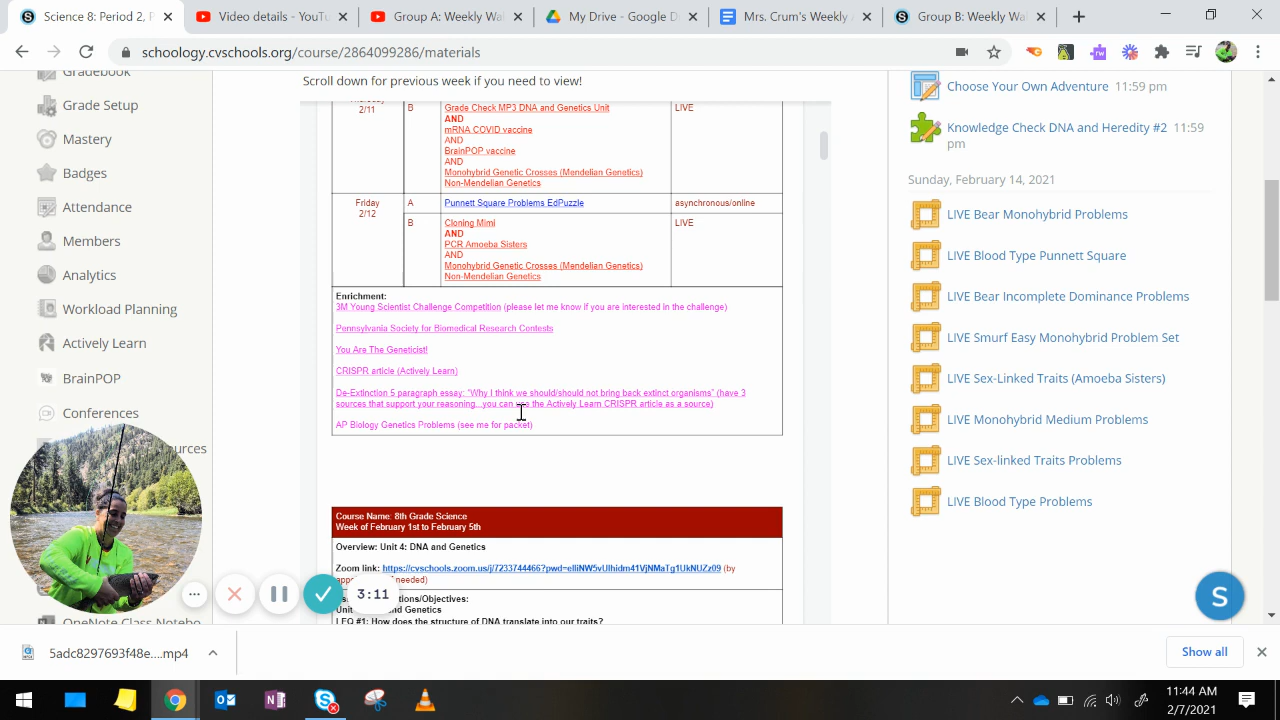 Science 8: Period 2,
Video details - YouTu
Group A: Weekly Wal
My Drive - Google D
Mrs. Crum's Weekly
Group B: Weekly Wal
schoology.cvschools.org/course/2864099286/materials
Gradebook
Grade Setup
Mastery
Badges
Attendance
Members
Analytics
Workload Planning
Actively Learn
BrainPOP
Conferences
Scroll down for previous week if you need to view!
2/11
B
Grade Check MP3 DNA and Genetics Unit
LIVE
AND
mRNA COVID vaccine
AND
BrainPOP vaccine
AND
Monohybrid Genetic Crosses (Mendelian Genetics)
Non-Mendelian Genetics
Friday
2/12
A
Punnett Square Problems EdPuzzle
asynchronous/online
B
Cloning Mimi
LIVE
AND
PCR Amoeba Sisters
AND
Monohybrid Genetic Crosses (Mendelian Genetics)
Non-Mendelian Genetics
Enrichment:
3M Young Scientist Challenge Competition (please let me know if you are interested in the challenge)
Pennsylvania Society for Biomedical Research Contests
You Are The Geneticist!
CRISPR article (Actively Learn)
De-Extinction 5 paragraph essay: "Why I think we should/should not bring back extinct organisms" (have 3
sources that support your reasoning...you can the Actively Learn CRISPR article as a source)
AP Biology Genetics Problems (see me for packet)
Course Name: 8th Grade Science
Week of February 1st to February 5th
Overview: Unit 4: DNA and Genetics
Zoom link: (by
Unit Genetics
LEQ #1: How does the structure of DNA translate into our traits?
3:11
OneNote Class Notebo
Choose Your Own Adventure 11:59 pm
Knowledge Check DNA and Heredity #2 11:59
pm
Sunday, February 14, 2021
LIVE Bear Monohybrid Problems
LIVE Blood Type Punnett Square
LIVE Bear Incomplete Dominance Problems
LIVE Smurf Easy Monohybrid Problem Set
LIVE Sex-Linked Traits (Amoeba Sisters)
LIVE Monohybrid Medium Problems
LIVE Sex-linked Traits Problems
LIVE Blood Type Problems
S
5adc8297693f48e....mp4
Show all
11:44 AM
2/7/2021